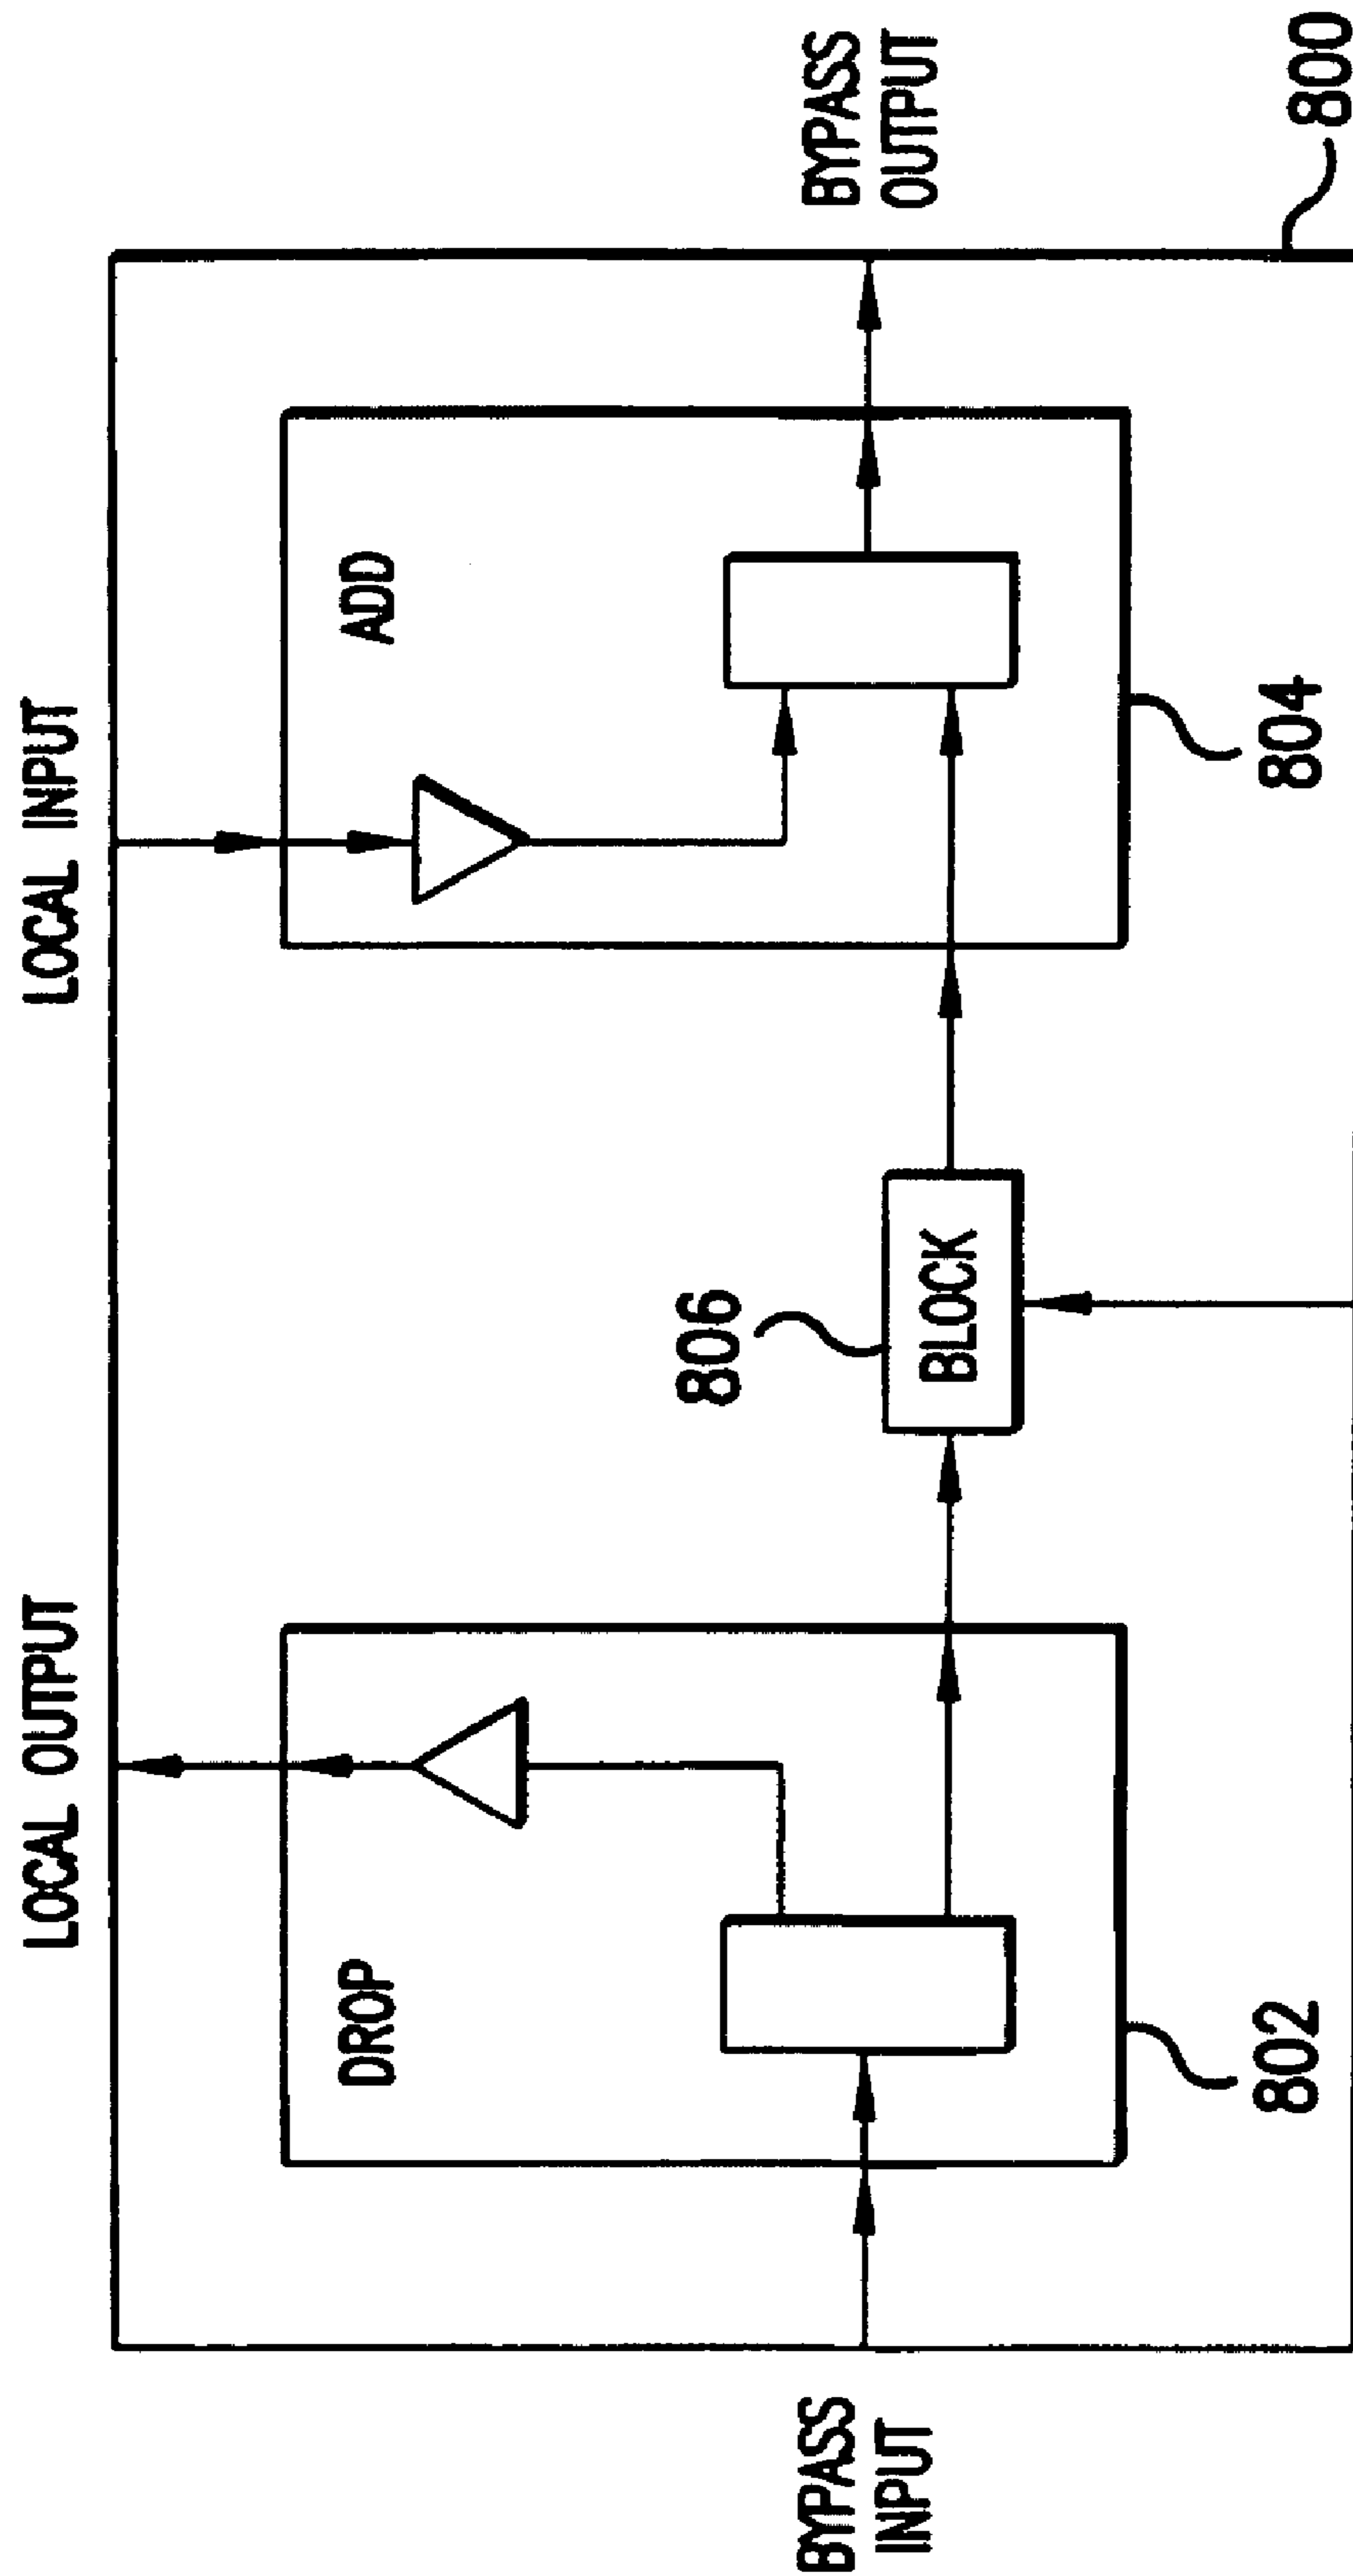 LOCAL OUTPUT
LOCAL INPUT
DROP
ADD
BYPASS
INPUT
806
BLOCK
BYPASS
OUTPUT
802
804
800